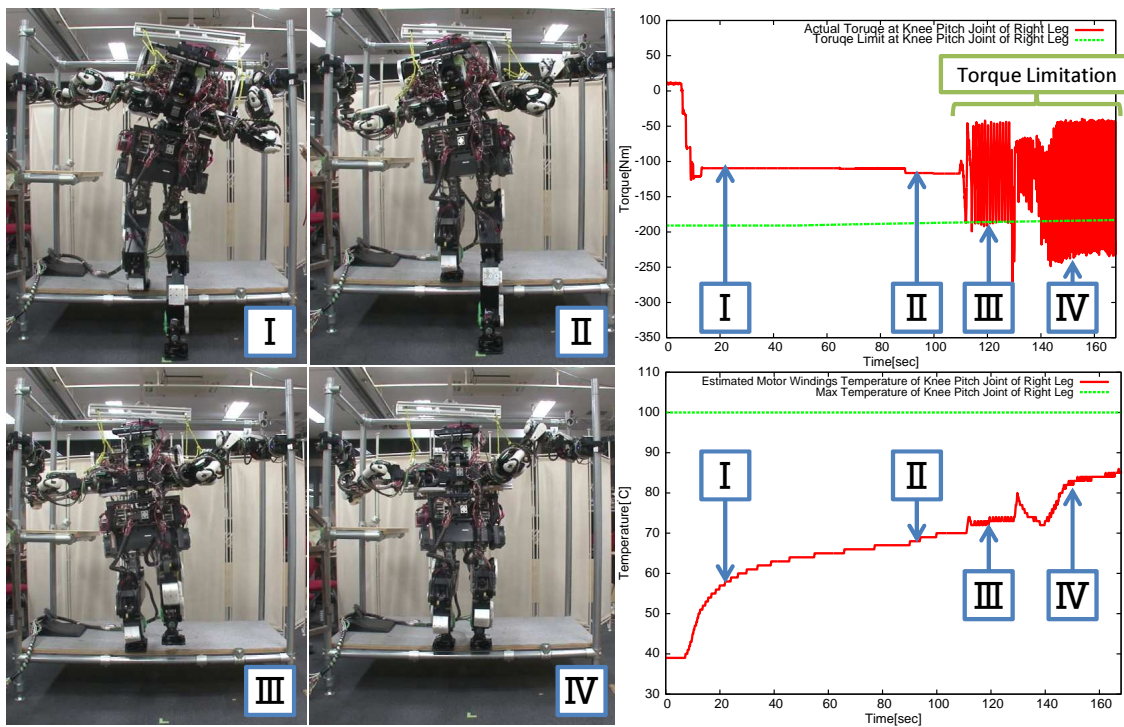 Ⅰ
Ⅱ
Ⅲ
Ⅳ
Actual Toruqe at Knee Pitch Joint of Right Leg
Toruqe Limit at Knee Pitch Joint of Right Leg
Torque Limitation
100
50
0
-50
-100
-150
-200
-250
-300
-350
Torque[Nm]
Ⅰ
Ⅱ
Ⅲ
Ⅳ
0 20 40 60 80 100 120 140 160
Time[sec]
Estimated Motor Windings Temperature of Knee Pitch Joint of Right Leg
Max Temperature of Knee Pitch Joint of Right Leg
110
100
90
80
70
60
50
40
30
Temperature[ ゚C]
Ⅰ
Ⅱ
Ⅲ
Ⅳ
0 20 40 60 80 100 120 140 160
Time[sec]